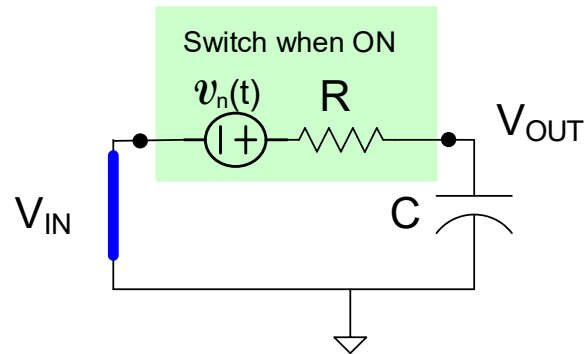 Switch when ON
𝒗n(t)
R
VOUT
VIN
C